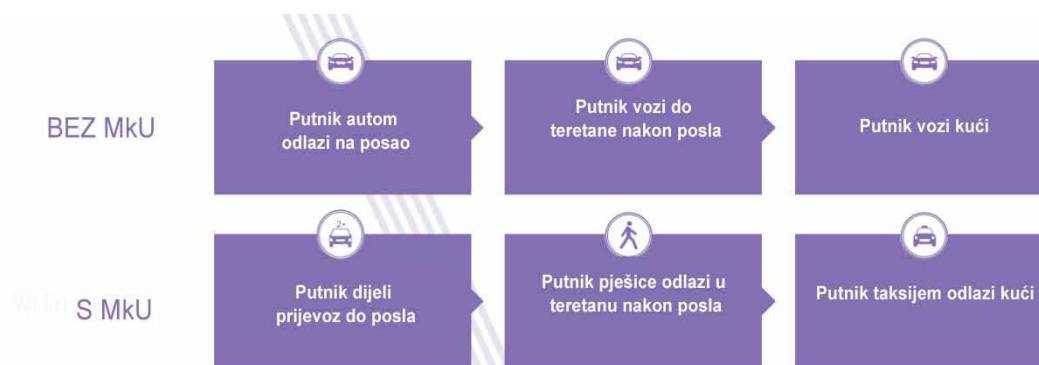 BEZ MkU
Putnik autom
odlazi na posao
Putnik vozi do
teretane nakon posla
Putnik vozi kući
S MkU
2+
Putnik dijeli
prijevoz do posla
Putnik pješice odlazi u
teretanu nakon posla
Putnik taksijem odlazi kući